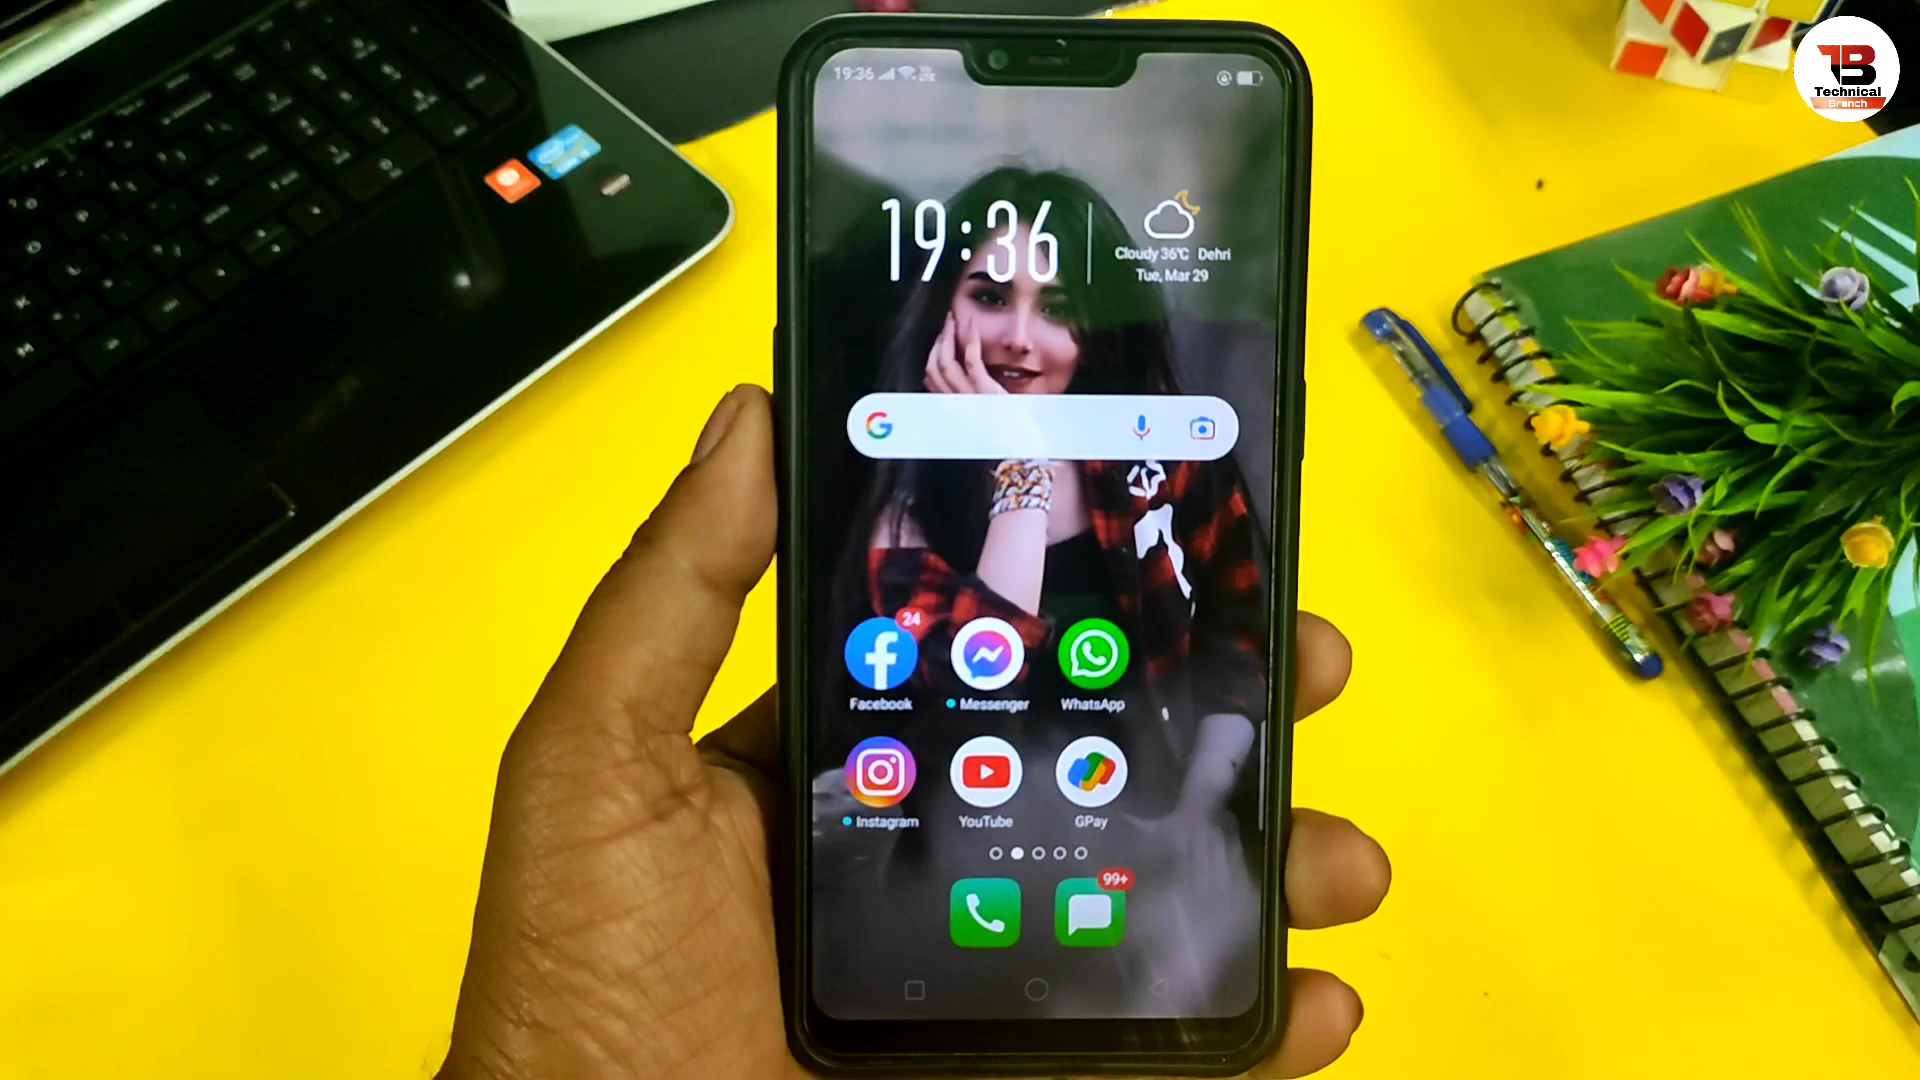 19:36
1B
Technical
Branch
19:36
Cloudy 36°C Dehri
Tue, Mar 29
G
24
Facebook
Messenger
WhatsApp
Instagram
YouTube
GPay
99+